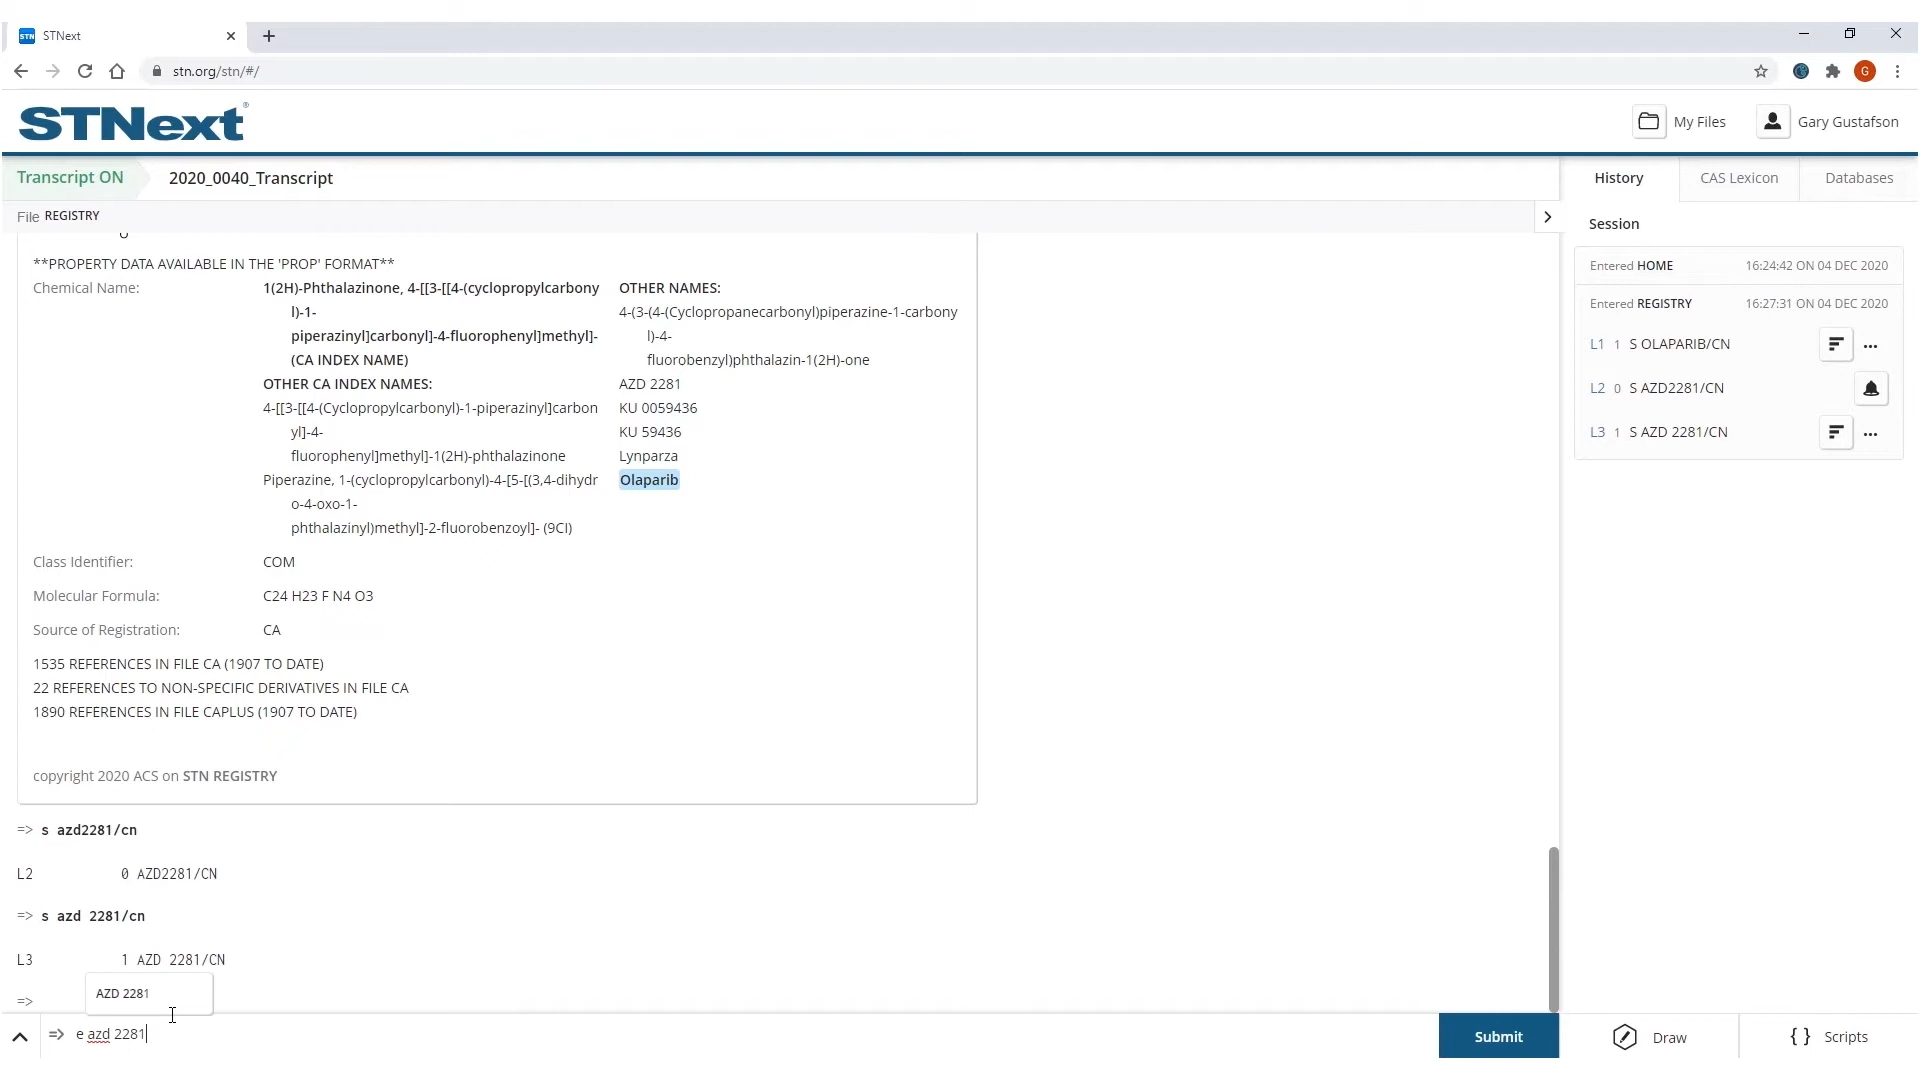 STNext
stn.org/stn/#/
G
STNext®
My Files
Gary Gustafson
Transcript ON
2020_0040_Transcript
File REGISTRY
History
CAS Lexicon
Databases
Session
Entered HOME 16:24:42 ON 04 DEC 2020
Entered REGISTRY 16:27:31 ON 04 DEC 2020
L1 1 S OLAPARIB/CN
L2 0 S AZD2281/CN
L3 1 S AZD 2281/CN
**PROPERTY DATA AVAILABLE IN THE 'PROP' FORMAT**
Chemical Name:
1(2H)-Phthalazinone, 4-[[3-[[4-(cyclopropylcarbony
l)-1-
piperazinyl]carbonyl]-4-fluorophenyl]methyl]-
(CA INDEX NAME)
OTHER CA INDEX NAMES:
4-[[3-[[4-(Cyclopropylcarbonyl)-1-piperazinyl]carbon
yl]-4-
fluorophenyl]methyl]-1(2H)-phthalazinone
Piperazine, 1-(cyclopropylcarbonyl)-4-[5-[(3,4-dihydr
o-4-oxo-1-
phthalazinyl)methyl]-2-fluorobenzoyl]- (9CI)
OTHER NAMES:
4-(3-(4-(Cyclopropanecarbonyl)piperazine-1-carbony
l)-4-
fluorobenzyl)phthalazin-1(2H)-one
AZD 2281
KU 0059436
KU 59436
Lynparza
Olaparib
Class Identifier: COM
Molecular Formula: C24 H23 F N4 O3
Source of Registration: CA
1535 REFERENCES IN FILE CA (1907 TO DATE)
22 REFERENCES TO NON-SPECIFIC DERIVATIVES IN FILE CA
1890 REFERENCES IN FILE CAPLUS (1907 TO DATE)
copyright 2020 ACS on STN REGISTRY
=> s azd2281/cn
L2 0 AZD2281/CN
=> s azd 2281/cn
L3 1 AZD 2281/CN
=>
AZD 2281
=> e azd 2281
Submit
Draw
{ } Scripts